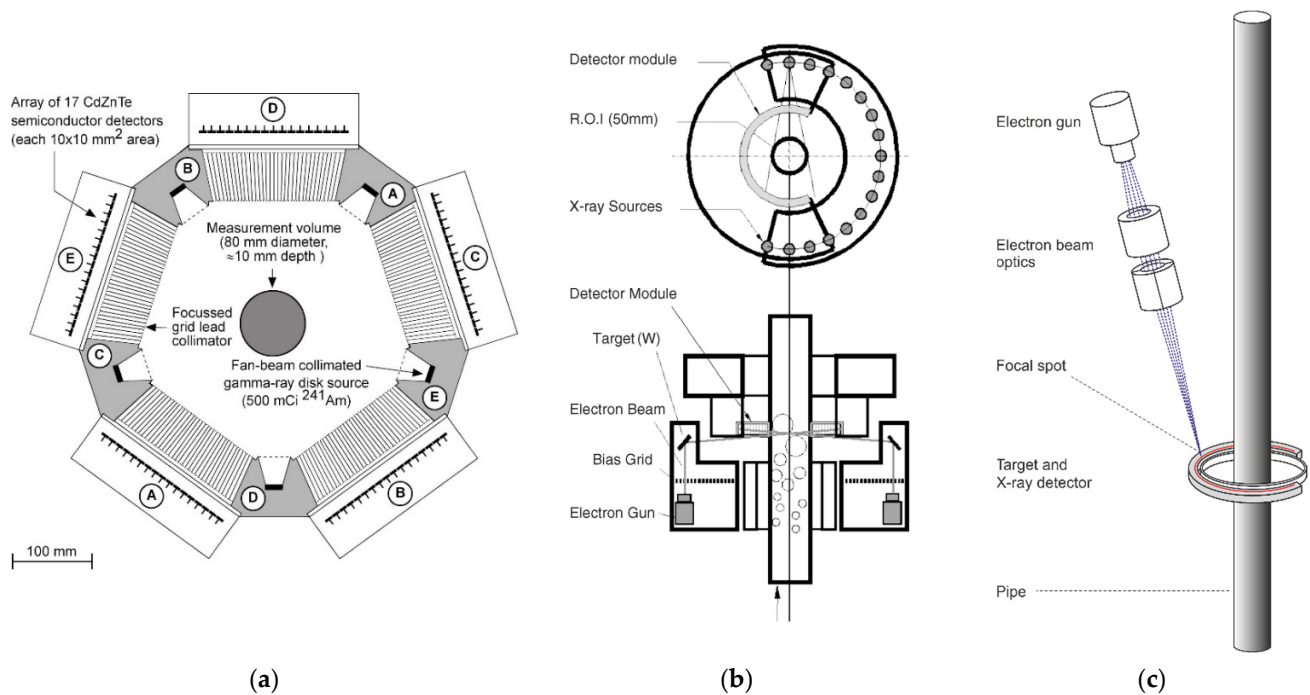 D
Array of 17 CdZnTe
semiconductor detectors
(each 10x10 mm2 area)
B
A
Measurement volume
(80 mm diameter,
≈10 mm depth )
E
C
Focussed
grid lead
collimator
C
Fan-beam collimated
gamma-ray disk source
(500 mCi 241Am)
E
D
A
B
100 mm
(a)
Detector module
R.O.I (50mm)
X-ray Sources
Detector Module
Target (W)
Electron Beam
Bias Grid
Electron Gun
(b)
Electron gun
Electron beam
optics
Focal spot
Target and
X-ray detector
Pipe
(c)